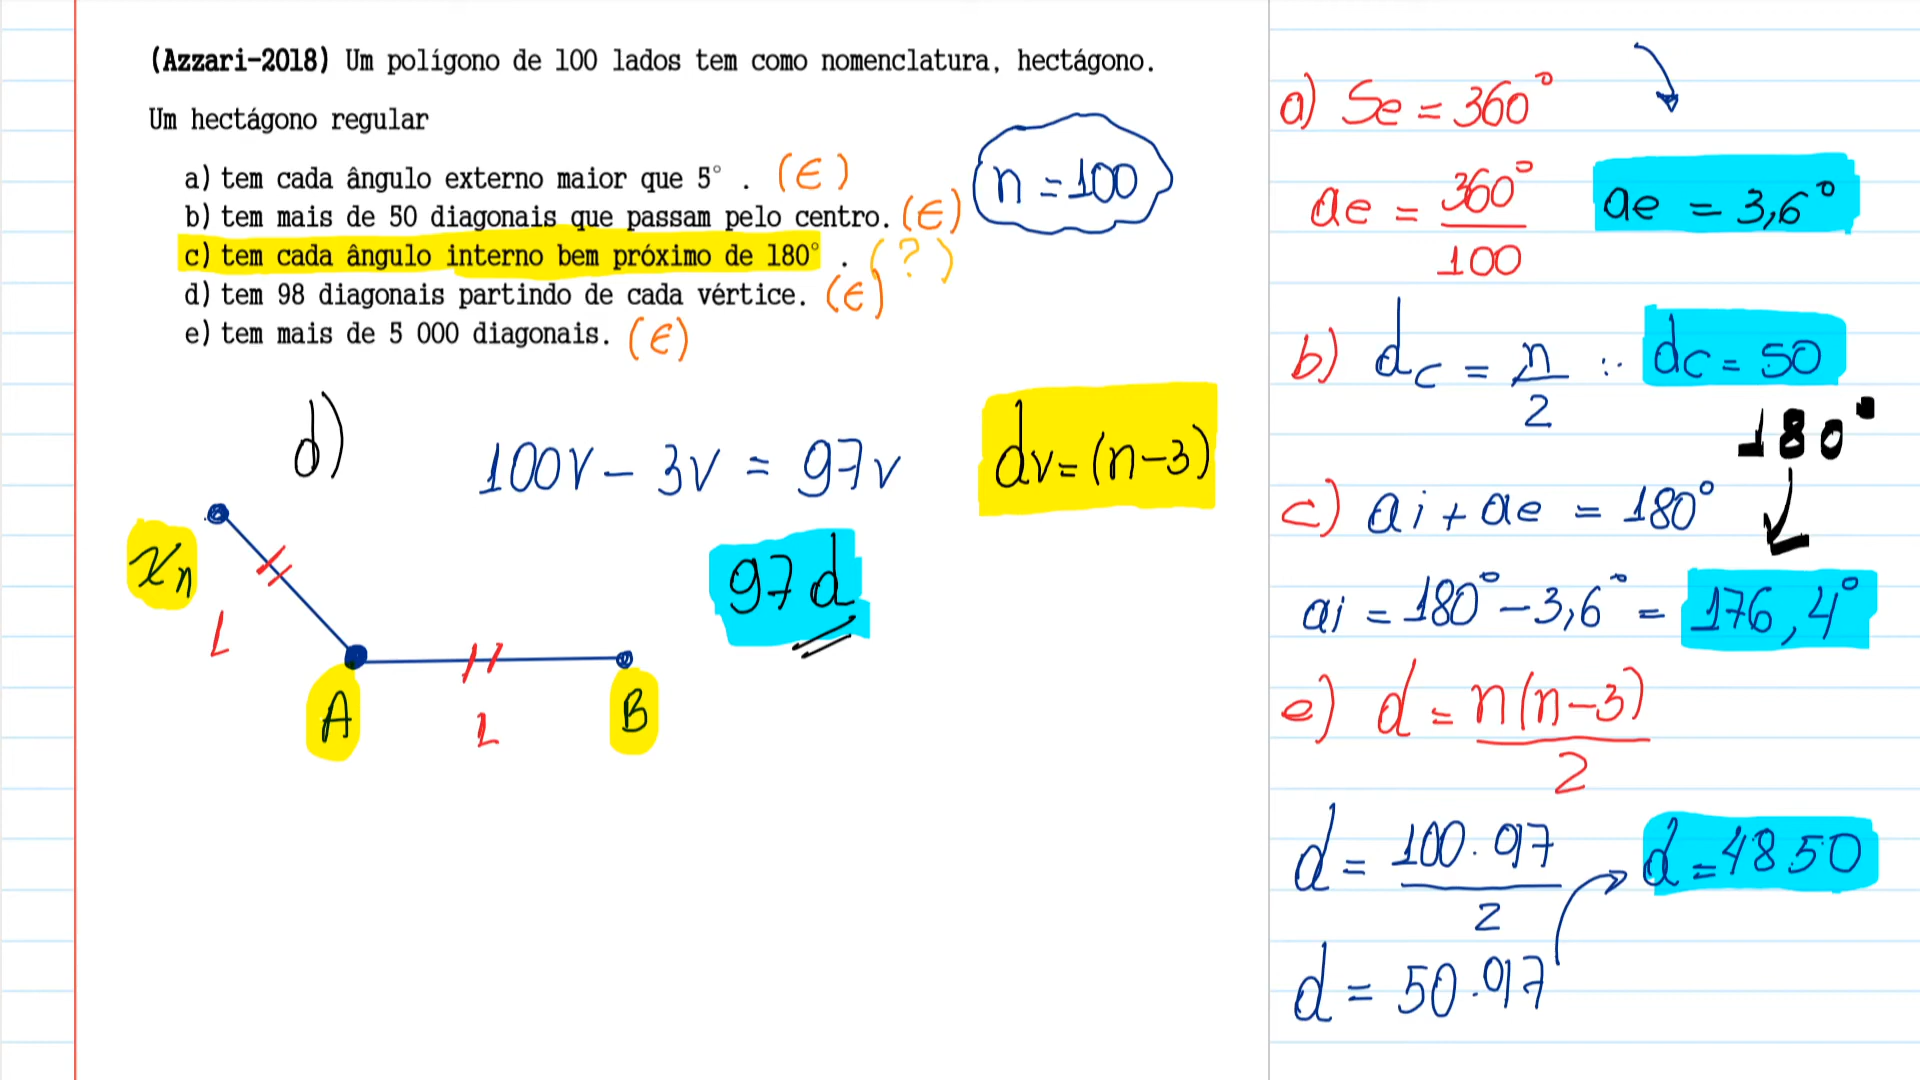 (Azzari-2018) Um polígono de 100 lados tem como nomenclatura, hectágono.
Um hectágono regular
a) tem cada ângulo externo maior que 5° . (E)
b) tem mais de 50 diagonais que passam pelo centro. (E)
c) tem cada ângulo interno bem próximo de 180° . (?)
d) tem 98 diagonais partindo de cada vértice. (E)
e) tem mais de 5 000 diagonais. (E)
n = 100
d)
100v - 3v = 97v
dv = (n-3)
97d
xn
L
A
L
B
a) Se = 360°
ae = 360° / 100
ae = 3,6°
b) dc = n / 2 ∴ dc = 50
180°
c) ai + ae = 180°
ai = 180° - 3,6° = 176,4°
e) d = n(n-3) / 2
d = 100.97 / 2
d = 4850
d = 50.97